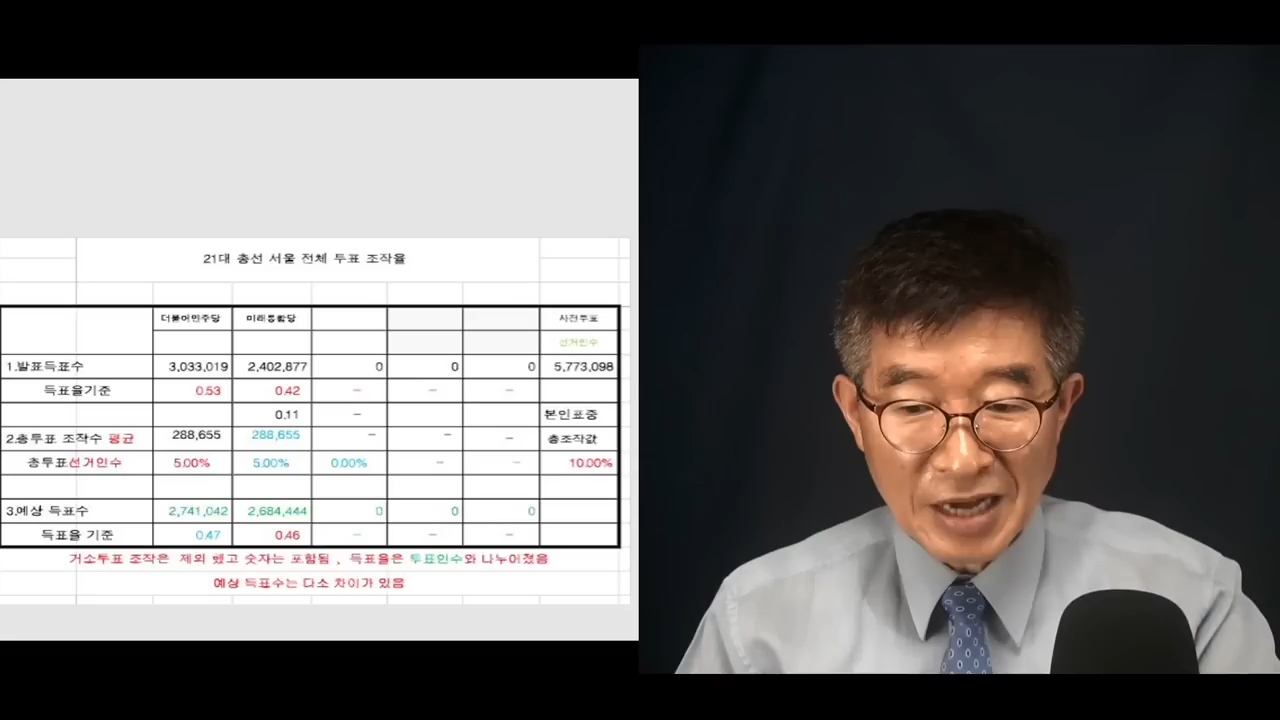 21대 총선 서울 전체 투표 조작율
더불어민주당 미래통합당 사전투표
선거인수
1.발표득표수 3,033,019 2,402,877 0 0 0 5,773,098
득표율기준 0.53 0.42 – – –
0.11 – 본인표중
2.총투표 조작수 평균 288,655 288,655 – – – 총조작값
총투표선거인수 5.00% 5.00% 0.00% – – 10.00%
3.예상 득표수 2,741,042 2,684,444 0 0 0
득표율 기준 0.47 0.46 – – –
거소투표 조작은 제외 했고 숫자는 포함됨 , 득표율은 투표인수와 나누어졌음
예상 득표수는 다소 차이가 있음